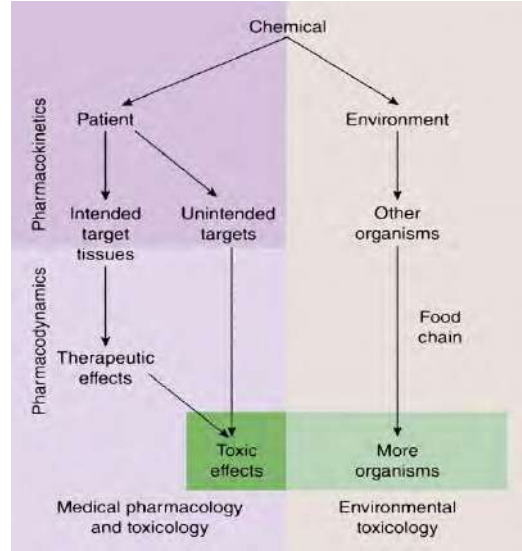 Chemical
Pharmacokinetics
Patient
Environment
Intended
target
tissues
Unintended
targets
Other
organisms
Pharmacodynamics
Food
chain
Therapeutic
effects
Toxic
effects
More
organisms
Medical pharmacology
and toxicology
Environmental
toxicology